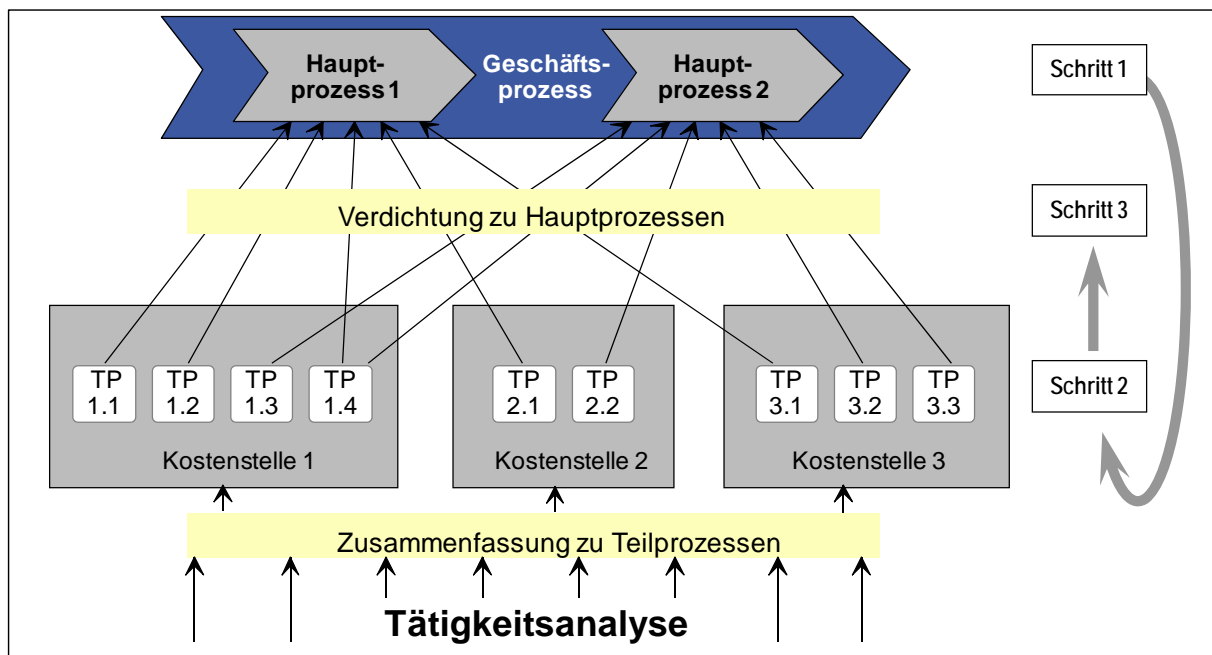 Haupt-
prozess 1
Geschäfts-
prozess
Haupt-
prozess 2
Schritt 1
Verdichtung zu Hauptprozessen
Schritt 3
TP
1.1
TP
1.2
TP
1.3
TP
1.4
Kostenstelle 1
TP
2.1
TP
2.2
Kostenstelle 2
TP
3.1
TP
3.2
TP
3.3
Kostenstelle 3
Schritt 2
Zusammenfassung zu Teilprozessen
Tätigkeitsanalyse